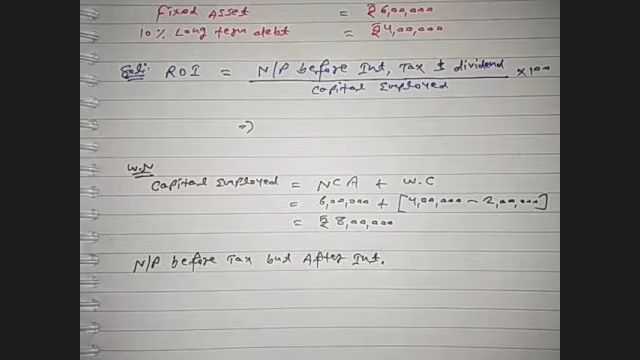 Fixed Asset = ₹6,00,000
10% Long term debt = ₹4,00,000
Soln: ROI = N/P before Int, Tax & dividend × 100
Capital Employed
=>
W.N
Capital Employed = NCA + W.C
= 6,00,000 + [4,00,000 - 2,00,000]
= ₹ 8,00,000
N/P before Tax but After Int.